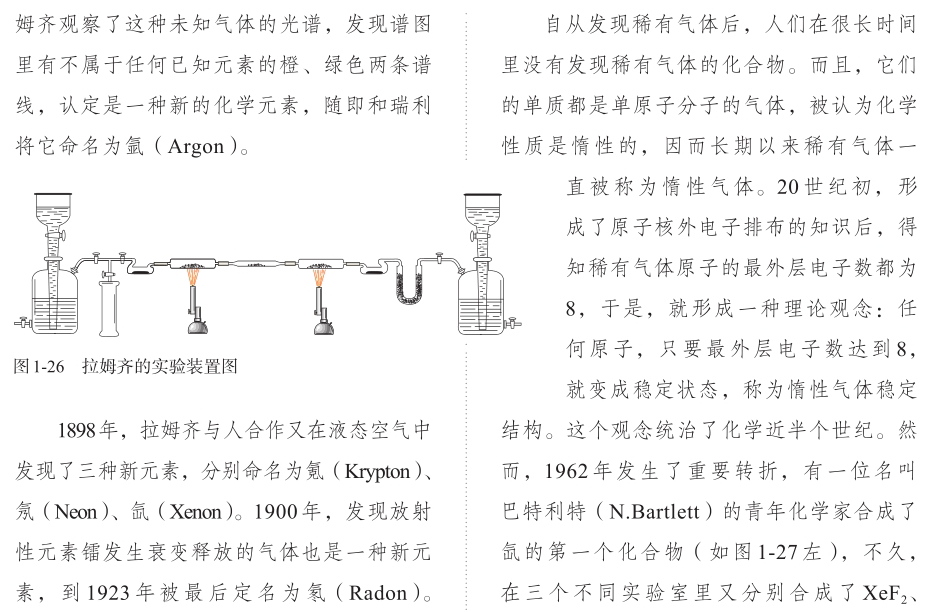 姆齐观察了这种未知气体的光谱，发现谱图
里有不属于任何已知元素的橙、绿色两条谱
线，认定是一种新的化学元素，随即和瑞利
将它命名为氩（Argon）。
图 1-26　拉姆齐的实验装置图
1898年，拉姆齐与人合作又在液态空气中
发现了三种新元素，分别命名为氪（Krypton）、
氖（Neon）、氙（Xenon）。1900年，发现放射
性元素镭发生衰变释放的气体也是一种新元
素，到1923年被最后定名为氡（Radon）。
自从发现稀有气体后，人们在很长时间
里没有发现稀有气体的化合物。而且，它们
的单质都是单原子分子的气体，被认为化学
性质是惰性的，因而长期以来稀有气体一
直被称为惰性气体。20世纪初，形
成了原子核外电子排布的知识后，得
知稀有气体原子的最外层电子数都为
8，于是，就形成一种理论观念：任
何原子，只要最外层电子数达到8，
就变成稳定状态，称为惰性气体稳定
结构。这个观念统治了化学近半个世纪。然
而，1962年发生了重要转折，有一位名叫
巴特利特（N.Bartlett）的青年化学家合成了
氙的第一个化合物（如图1-27左），不久，
在三个不同实验室里又分别合成了XeF₂、